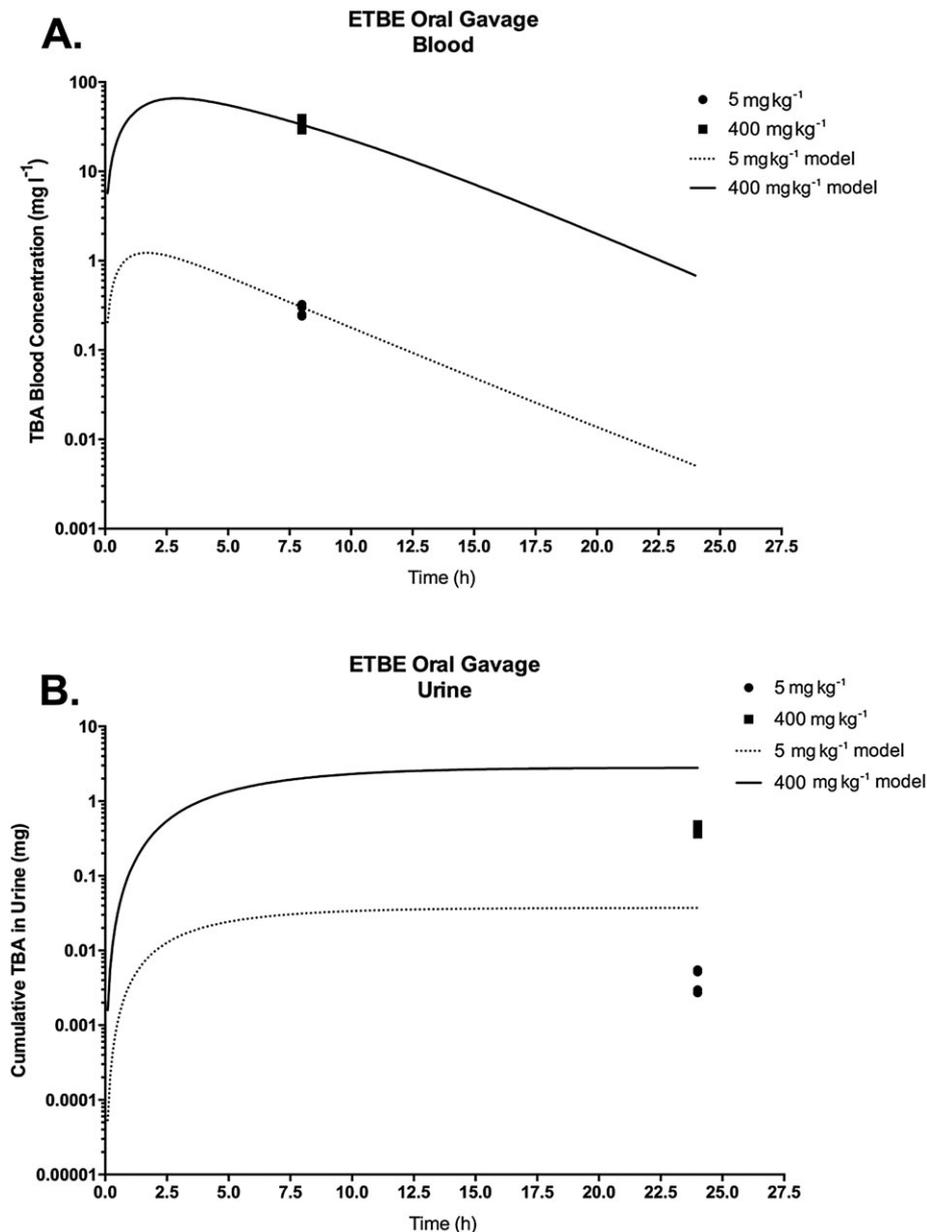 A.
ETBE Oral Gavage
Blood
TBA Blood Concentration (mg l⁻¹)
100
10
1
0.1
0.01
0.001
0.0 2.5 5.0 7.5 10.0 12.5 15.0 17.5 20.0 22.5 25.0 27.5
Time (h)
5 mg kg⁻¹
400 mg kg⁻¹
5 mg kg⁻¹ model
400 mg kg⁻¹ model
B.
ETBE Oral Gavage
Urine
Cumulative TBA in Urine (mg)
10
1
0.1
0.01
0.001
0.0001
0.00001
0.0 2.5 5.0 7.5 10.0 12.5 15.0 17.5 20.0 22.5 25.0 27.5
Time (h)
5 mg kg⁻¹
400 mg kg⁻¹
5 mg kg⁻¹ model
400 mg kg⁻¹ model